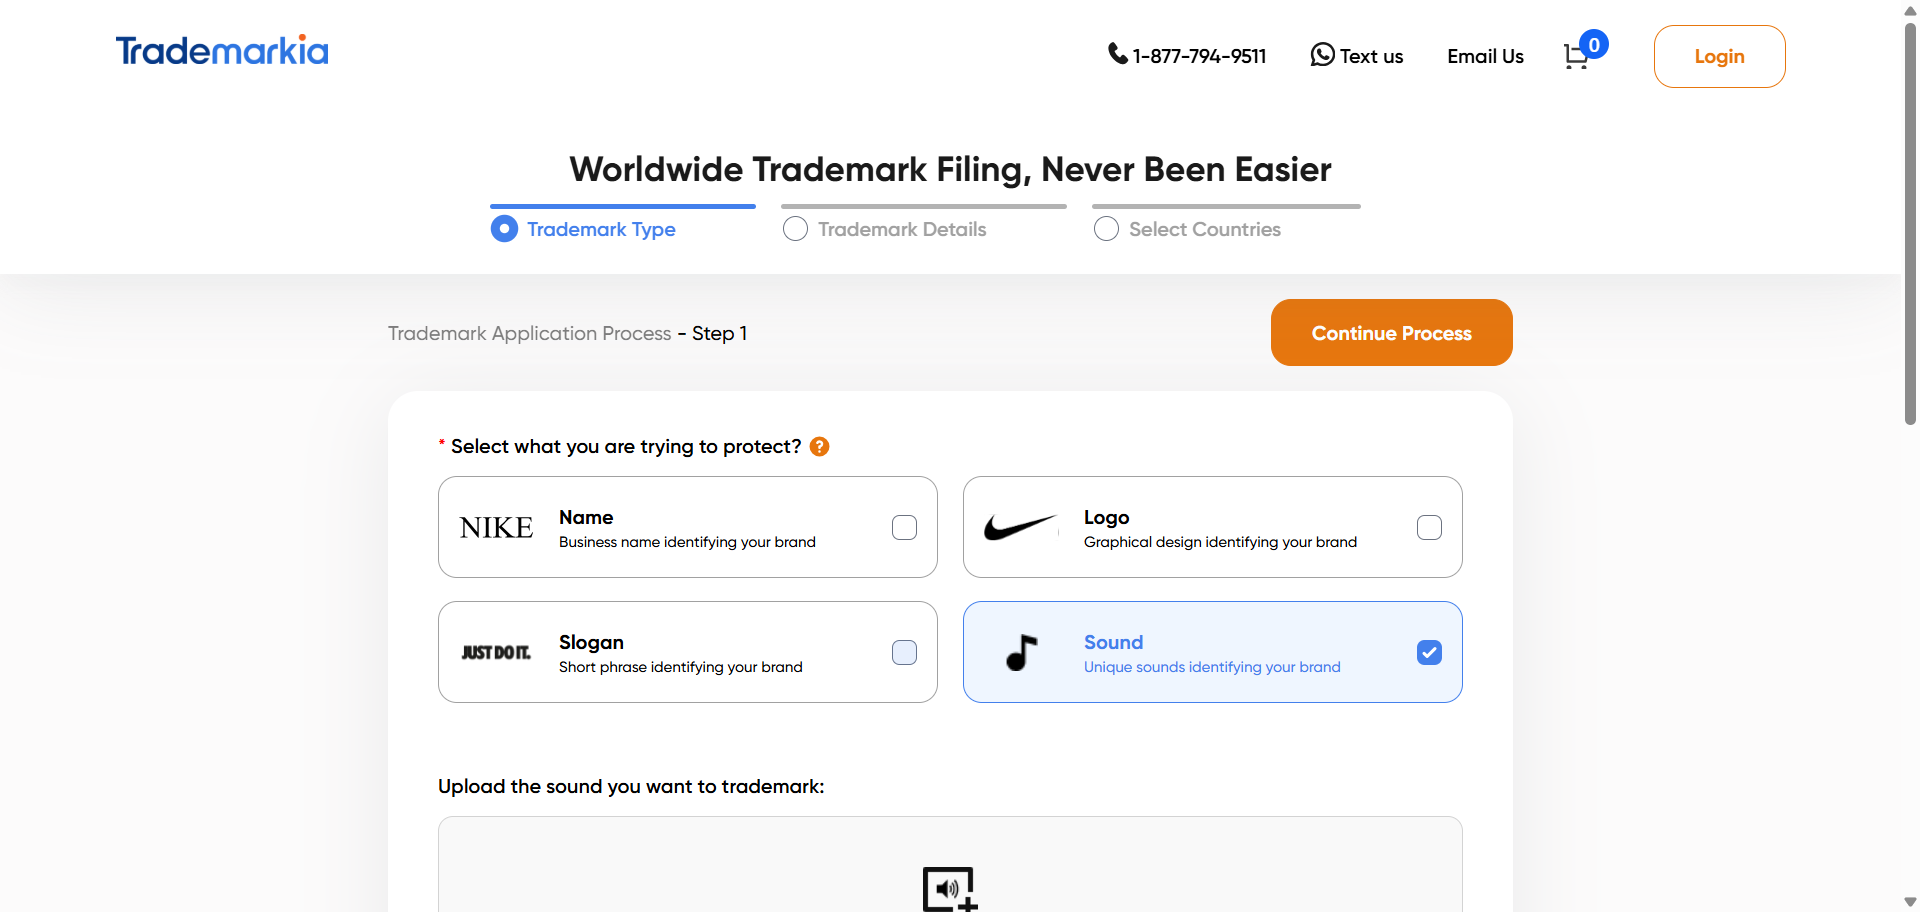 Trademarkia
1-877-794-9511
Text us
Email Us
0
Login
Worldwide Trademark Filing, Never Been Easier
Trademark Type
Trademark Details
Select Countries
Trademark Application Process - Step 1
Continue Process
* Select what you are trying to protect? ?
NIKE
Name
Business name identifying your brand
Logo
Graphical design identifying your brand
JUST DO IT.
Slogan
Short phrase identifying your brand
Sound
Unique sounds identifying your brand
Upload the sound you want to trademark: